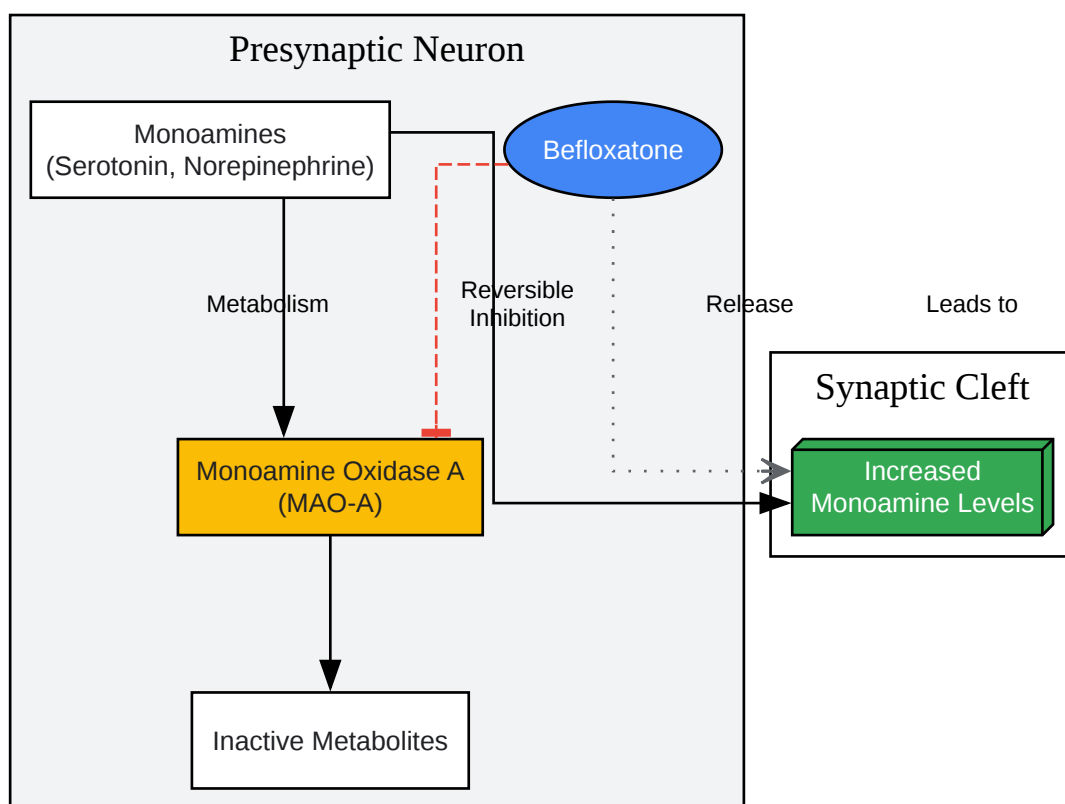 Presynaptic Neuron
Monoamines
(Serotonin, Norepinephrine)
Befloxatone
Metabolism
Reversible
Inhibition
Release
Leads to
Synaptic Cleft
Monoamine Oxidase A
(MAO-A)
Increased
Monoamine Levels
Inactive Metabolites